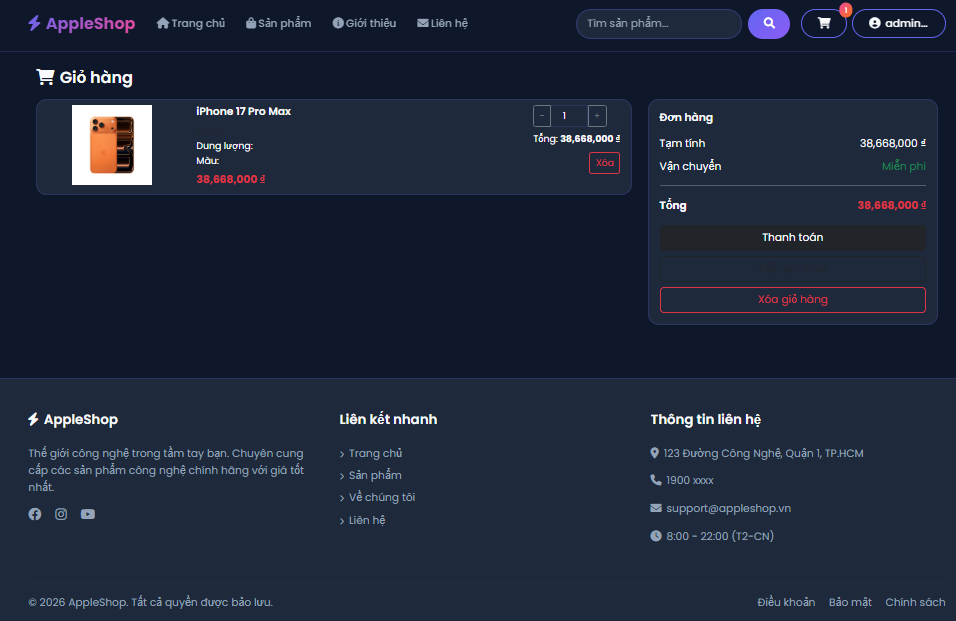 AppleShop
Trang chủ
Sản phẩm
Giới thiệu
Liên hệ
Tìm sản phẩm...
1
admin...
Giỏ hàng
iPhone 17 Pro Max
Dung lượng:
Màu:
38,668,000 ₫
- 1 +
Tổng: 38,668,000 ₫
Xóa
Đơn hàng
Tạm tính 38,668,000 ₫
Vận chuyển Miễn phí
Tổng 38,668,000 ₫
Thanh toán
Xóa giỏ hàng
AppleShop
Thế giới công nghệ trong tầm tay bạn. Chuyên cung
cấp các sản phẩm công nghệ chính hãng với giá tốt
nhất.
Liên kết nhanh
Trang chủ
Sản phẩm
Về chúng tôi
Liên hệ
Thông tin liên hệ
123 Đường Công Nghệ, Quận 1, TP.HCM
1900 xxxx
support@appleshop.vn
8:00 - 22:00 (T2-CN)
© 2026 AppleShop. Tất cả quyền được bảo lưu.
Điều khoản Bảo mật Chính sách